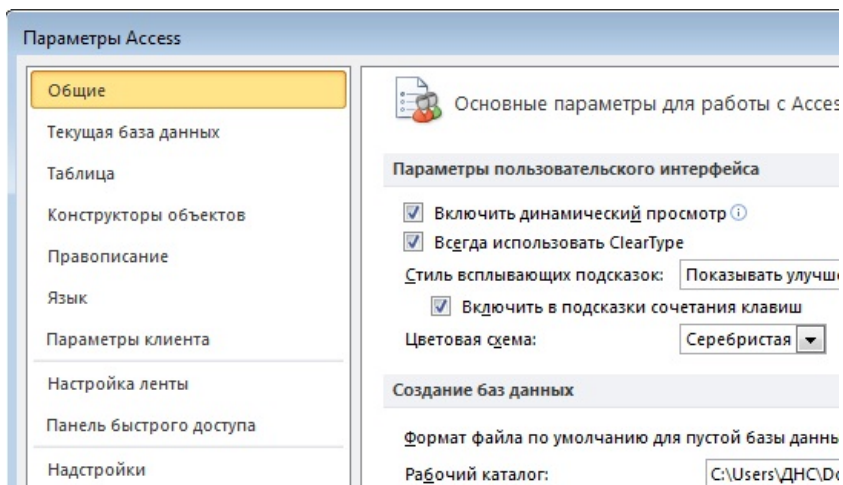 Параметры Access
Общие
Текущая база данных
Таблица
Конструкторы объектов
Правописание
Язык
Параметры клиента
Настройка ленты
Панель быстрого доступа
Надстройки
Основные параметры для работы с Acces
Параметры пользовательского интерфейса
Включить динамический просмотр
Всегда использовать ClearType
Стиль всплывающих подсказок: Показывать улучш
Включить в подсказки сочетания клавиш
Цветовая схема: Серебристая
Создание баз данных
Формат файла по умолчанию для пустой базы данны
Рабочий каталог: C:\Users\ДНС\Do